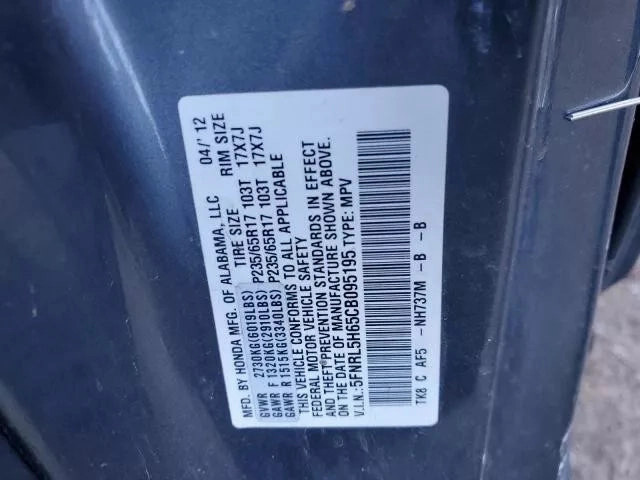 MFD. BY HONDA MFG. OF ALABAMA, LLC 04/'12
TIRE SIZE RIM SIZE
GVWR 2730KG(6019LBS)
GAWR F 1320KG(2910LBS) P235/65R17 103T 17X7J
GAWR R 1515KG(3340LBS) P235/65R17 103T 17X7J
THIS VEHICLE CONFORMS TO ALL APPLICABLE
FEDERAL MOTOR VEHICLE SAFETY
AND THEFT PREVENTION STANDARDS IN EFFECT
ON THE DATE OF MANUFACTURE SHOWN ABOVE.
V.I.N.: 5FNRL5H65CB095195 TYPE: MPV
TK8 C AF5 -NH737M -B -B